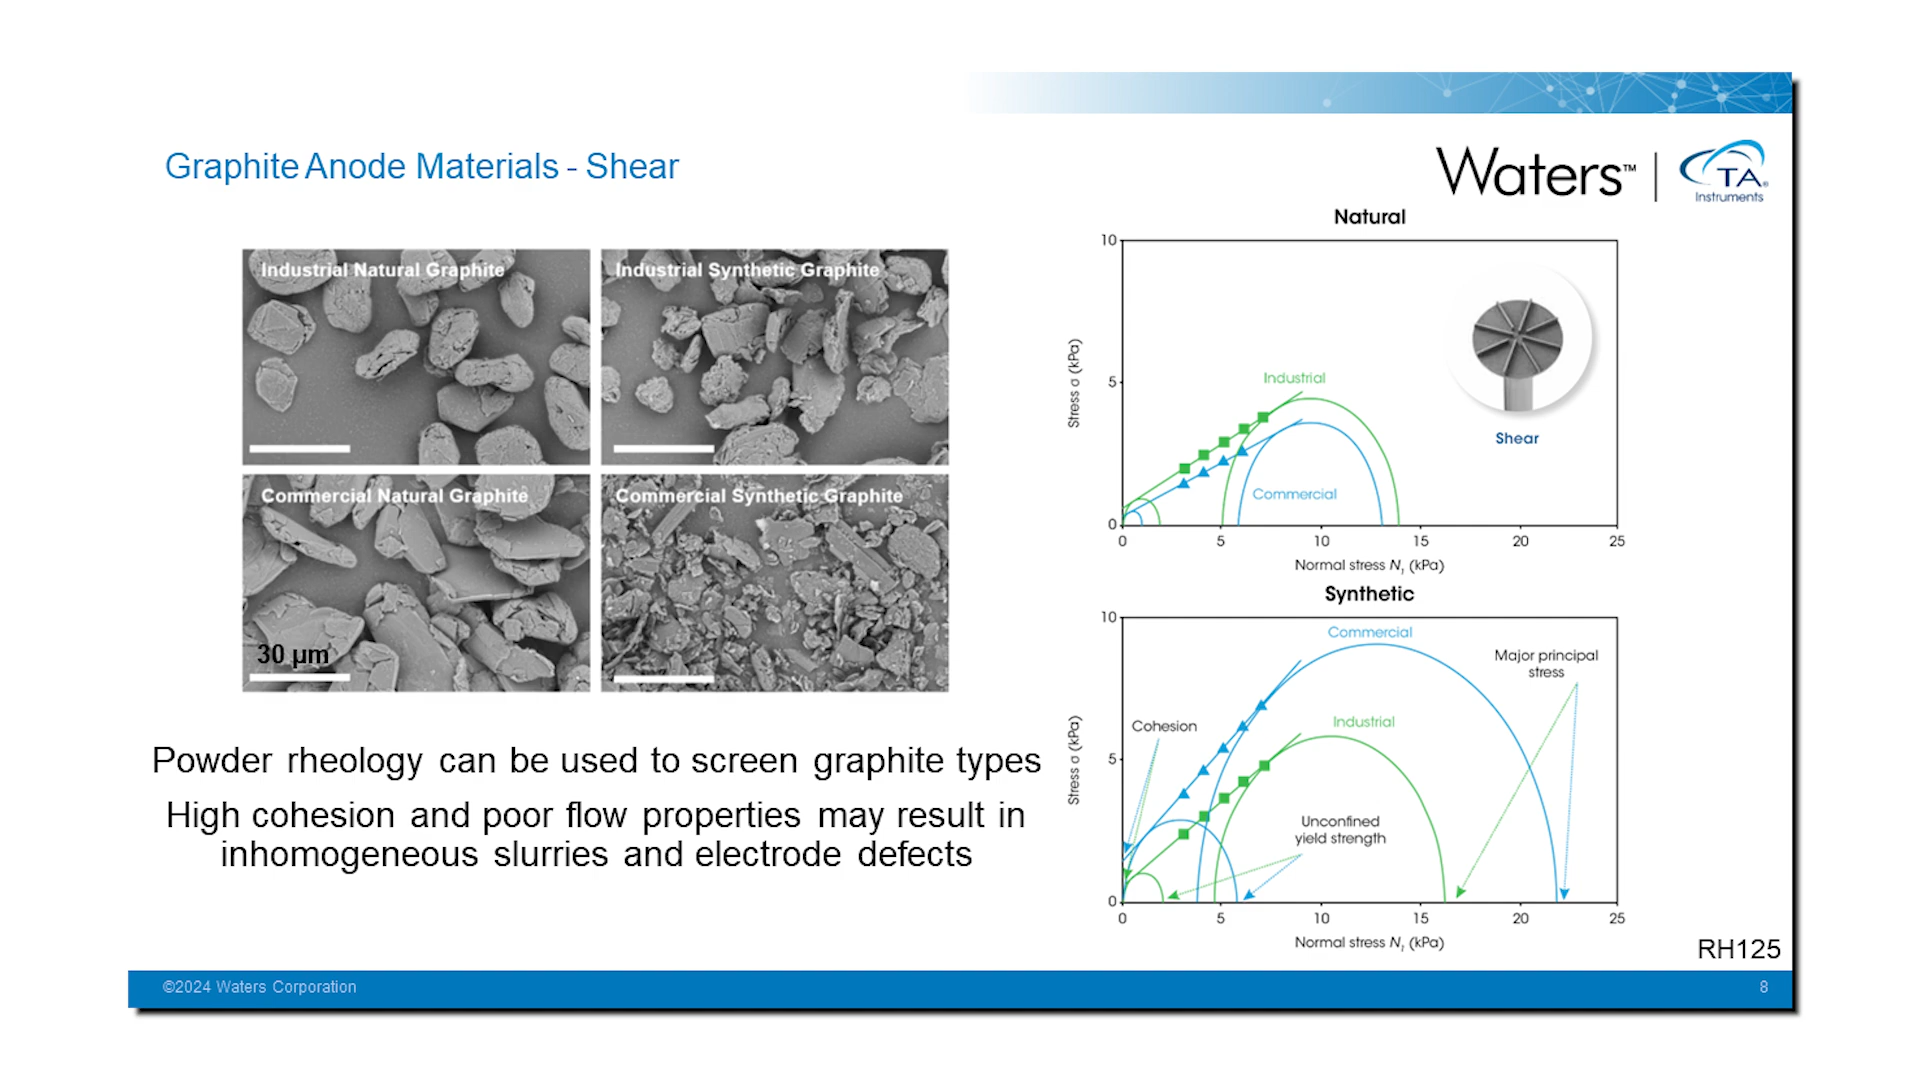 Graphite Anode Materials - Shear
Waters™ | TA®
Instruments
Industrial Natural Graphite
Industrial Synthetic Graphite
Commercial Natural Graphite
Commercial Synthetic Graphite
30 µm
Powder rheology can be used to screen graphite types
High cohesion and poor flow properties may result in
inhomogeneous slurries and electrode defects
Natural
10
5
0
Stress σ (kPa)
Industrial
Commercial
Shear
0 5 10 15 20 25
Normal stress N₁ (kPa)
Synthetic
10
5
0
Stress σ (kPa)
Commercial
Major principal
stress
Cohesion
Industrial
Unconfined
yield strength
0 5 10 15 20 25
Normal stress N₁ (kPa)
RH125
©2024 Waters Corporation
8